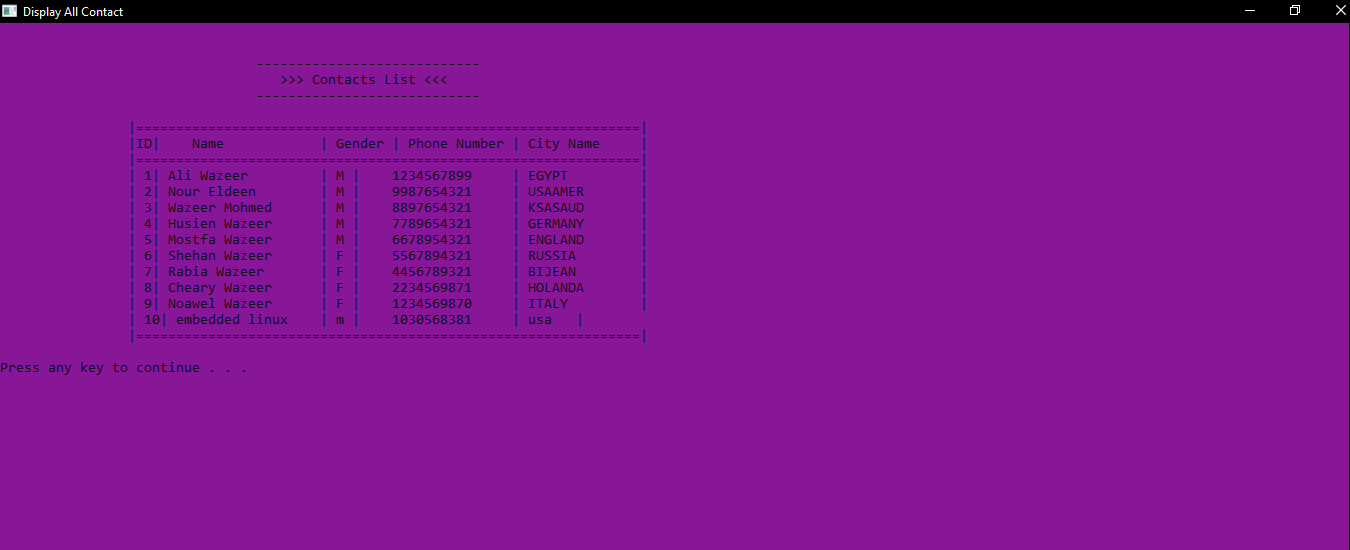 Display All Contact
----------------------------
>>> Contacts List <<<
----------------------------
|===============================================================|
|ID|    Name            | Gender | Phone Number | City Name     |
|===============================================================|
| 1| Ali Wazeer         | M |    1234567899     | EGYPT         |
| 2| Nour Eldeen        | M |    9987654321     | USAAMER       |
| 3| Wazeer Mohmed      | M |    8897654321     | KSASAUD       |
| 4| Husien Wazeer      | M |    7789654321     | GERMANY       |
| 5| Mostfa Wazeer      | M |    6678954321     | ENGLAND       |
| 6| Shehan Wazeer      | F |    5567894321     | RUSSIA        |
| 7| Rabia Wazeer       | F |    4456789321     | BIJEAN        |
| 8| Cheary Wazeer      | F |    2234569871     | HOLANDA       |
| 9| Noawel Wazeer      | F |    1234569870     | ITALY         |
| 10| embedded linux    | m |    1030568381     | usa   |
|===============================================================|
Press any key to continue . . .